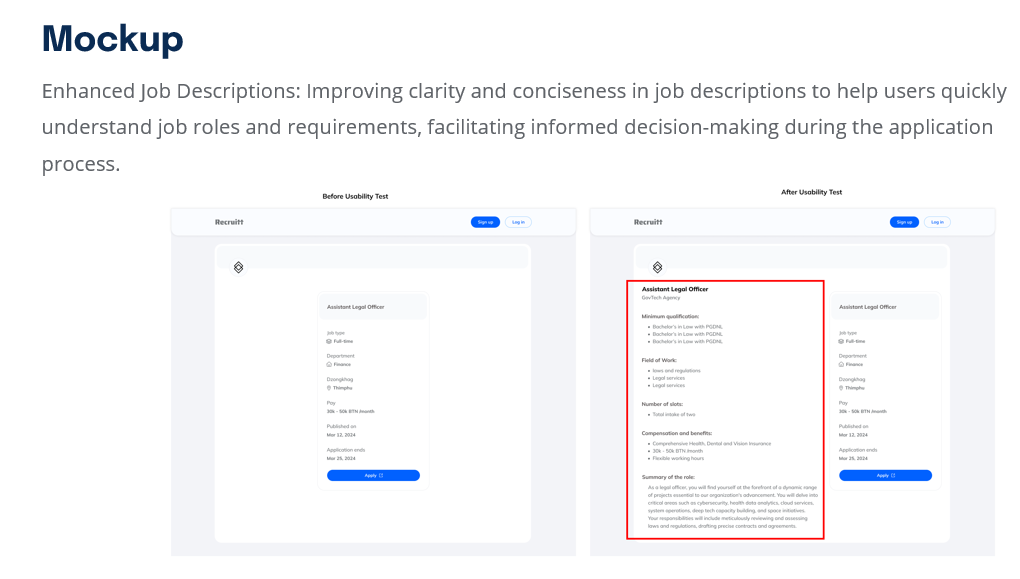 Mockup
Enhanced Job Descriptions: Improving clarity and conciseness in job descriptions to help users quickly
understand job roles and requirements, facilitating informed decision-making during the application
process.
Before Usability Test
Recruitt
Sign up
Log in
Assistant Legal Officer
Job type
Full-time
Department
Finance
Dzongkhag
Thimphu
Pay
30k - 50k BTN /month
Published on
Mar 12, 2024
Application ends
Mar 25, 2024
Apply
After Usability Test
Recruitt
Sign up
Log in
Assistant Legal Officer
GovTech Agency
Minimum qualification:
• Bachelor's in Law with PGDNL
• Bachelor's in Law with PGDNL
• Bachelor's in Law with PGDNL
Field of Work:
• laws and regulations
• Legal services
• Legal services
Number of slots:
• Total intake of two
Compensation and benefits:
• Comprehensive Health, Dental and Vision Insurance
• 30k - 50k BTN /month
• Flexible working hours
Summary of the role:
As a legal officer, you will find yourself at the forefront of a dynamic range
of projects essential to our organization's advancement. You will delve into
critical areas such as cybersecurity, health data analytics, cloud services,
system operations, deep tech capacity building, and space initiatives.
Your responsibilities will include meticulously reviewing and assessing
laws and regulations, drafting precise contracts and agreements.
Assistant Legal Officer
Job type
Full-time
Department
Finance
Dzongkhag
Thimphu
Pay
30k - 50k BTN /month
Published on
Mar 12, 2024
Application ends
Mar 25, 2024
Apply